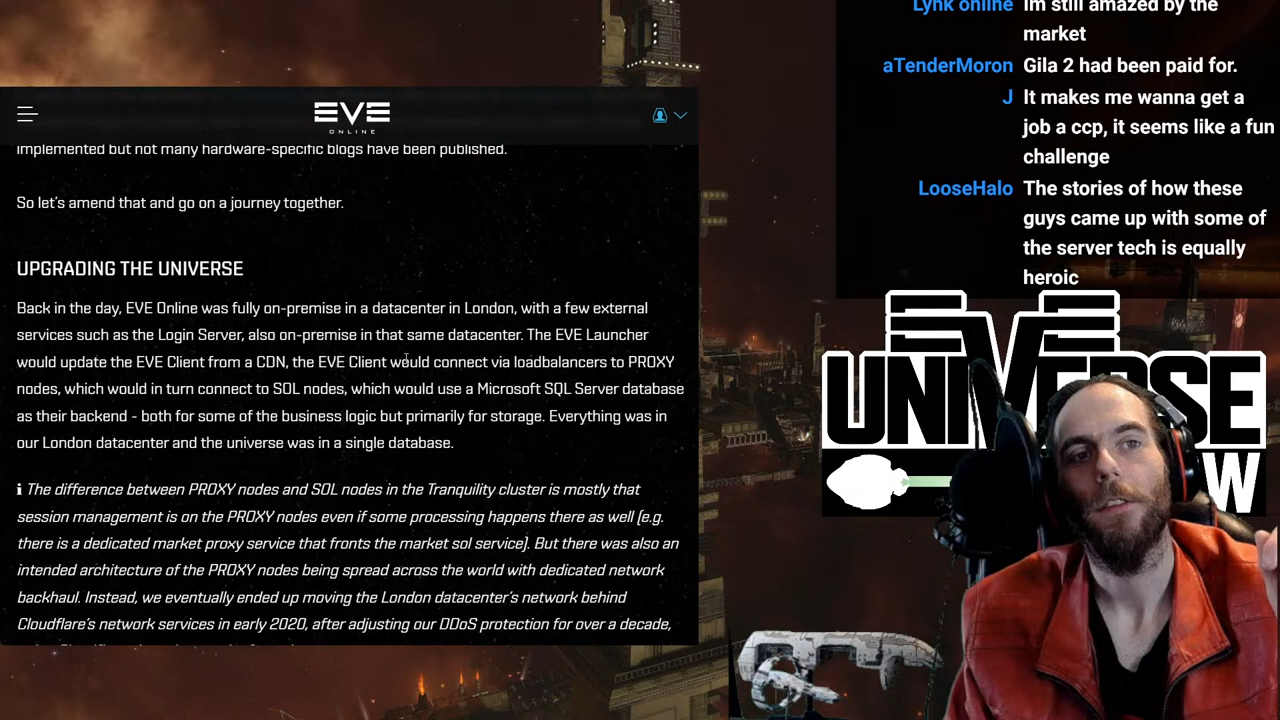 EVE
ONLINE
implemented but not many hardware-specific blogs have been published.
So let's amend that and go on a journey together.
UPGRADING THE UNIVERSE
Back in the day, EVE Online was fully on-premise in a datacenter in London, with a few external
services such as the Login Server, also on-premise in that same datacenter. The EVE Launcher
would update the EVE Client from a CDN, the EVE Client would connect via loadbalancers to PROXY
nodes, which would in turn connect to SOL nodes, which would use a Microsoft SQL Server database
as their backend - both for some of the business logic but primarily for storage. Everything was in
our London datacenter and the universe was in a single database.
ℹ The difference between PROXY nodes and SOL nodes in the Tranquility cluster is mostly that
session management is on the PROXY nodes even if some processing happens there as well (e.g.
there is a dedicated market proxy service that fronts the market sol service). But there was also an
intended architecture of the PROXY nodes being spread across the world with dedicated network
backhaul. Instead, we eventually ended up moving the London datacenter's network behind
Cloudflare's network services in early 2020, after adjusting our DDoS protection for over a decade,
Lynk online Im still amazed by the
market
aTenderMoron Gila 2 had been paid for.
J It makes me wanna get a
job a ccp, it seems like a fun
challenge
LooseHalo The stories of how these
guys came up with some of
the server tech is equally
heroic
EVE
UNIVERSE
W